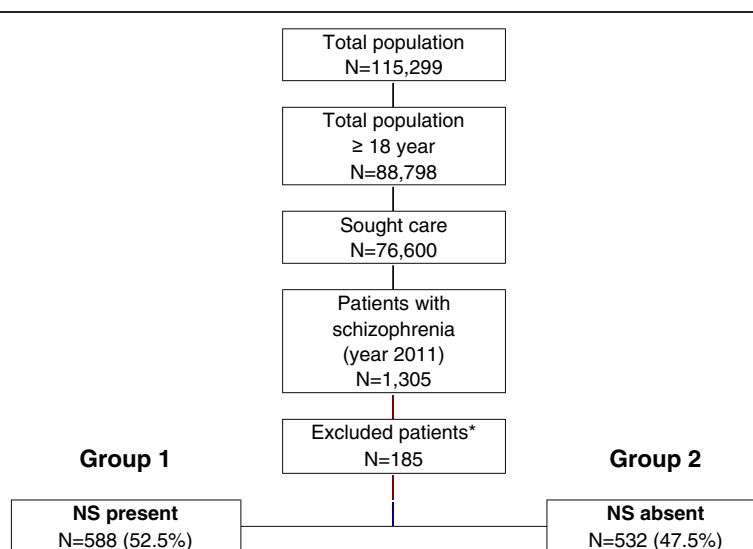 Total population
N=115,299
Total population
≥ 18 year
N=88,798
Sought care
N=76,600
Patients with
schizophrenia
(year 2011)
N=1,305
Excluded patients*
N=185
Group 1
Group 2
NS present
N=588 (52.5%)
NS absent
N=532 (47.5%)